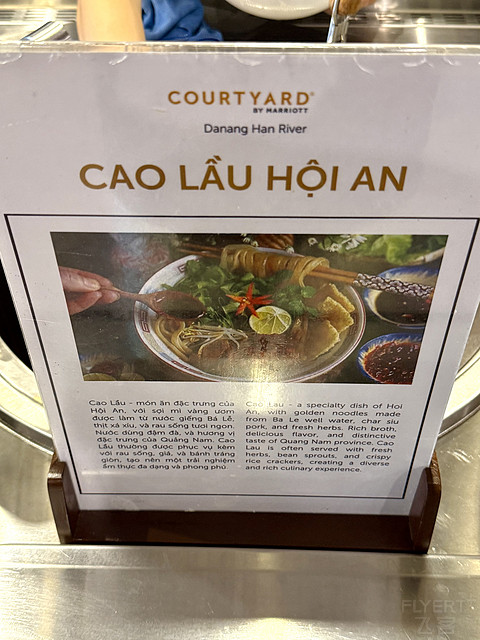 COURTYARD®
BY MARRIOTT
Danang Han River
CAO LẦU HỘI AN
Cao Lầu - món ăn đặc trưng của
Hội An, với sợi mì vàng ươm
được làm từ nước giếng Bá Lễ,
thịt xá xíu, và rau sống tươi ngon.
Nước dùng đậm đà, và hương vị
đặc trưng của Quảng Nam. Cao
Lầu thường được phục vụ kèm
với rau sống, giá, và bánh tráng
giòn, tạo nên một trải nghiệm
ẩm thực đa dạng và phong phú.
Cao Lau - a specialty dish of Hoi
An, with golden noodles made
from Ba Le well water, char siu
pork, and fresh herbs. Rich broth,
delicious flavor, and distinctive
taste of Quang Nam province. Cao
Lau is often served with fresh
herbs, bean sprouts, and crispy
rice crackers, creating a diverse
and rich culinary experience.
FLYERT